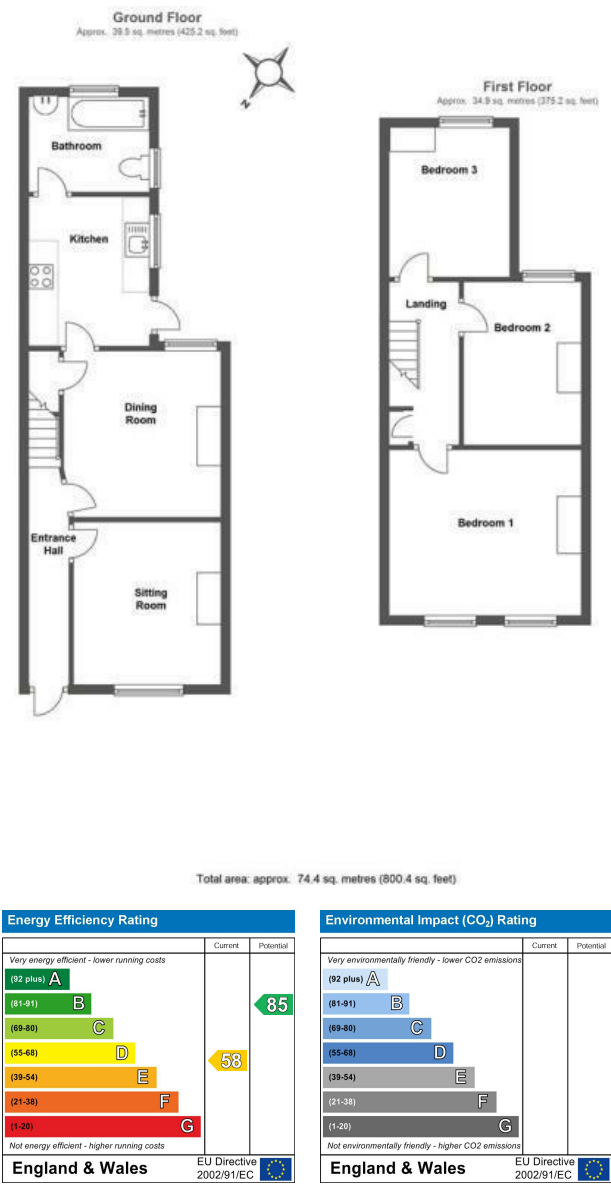 Ground Floor
Approx. 39.5 sq. metres (425.2 sq. feet)
N
Bathroom
Kitchen
Dining
Room
Entrance
Hall
Sitting
Room
First Floor
Approx. 34.9 sq. metres (375.2 sq. feet)
Bedroom 3
Landing
Bedroom 2
Bedroom 1
Total area: approx. 74.4 sq. metres (800.4 sq. feet)
Energy Efficiency Rating
Current Potential
Very energy efficient - lower running costs
(92 plus) A
(81-91) B 85
(69-80) C
(55-68) D 58
(39-54) E
(21-38) F
(1-20) G
Not energy efficient - higher running costs
England & Wales
EU Directive
2002/91/EC
Environmental Impact (CO₂) Rating
Current Potential
Very environmentally friendly - lower CO2 emissions
(92 plus) A
(81-91) B
(69-80) C
(55-68) D
(39-54) E
(21-38) F
(1-20) G
Not environmentally friendly - higher CO2 emissions
England & Wales
EU Directive
2002/91/EC